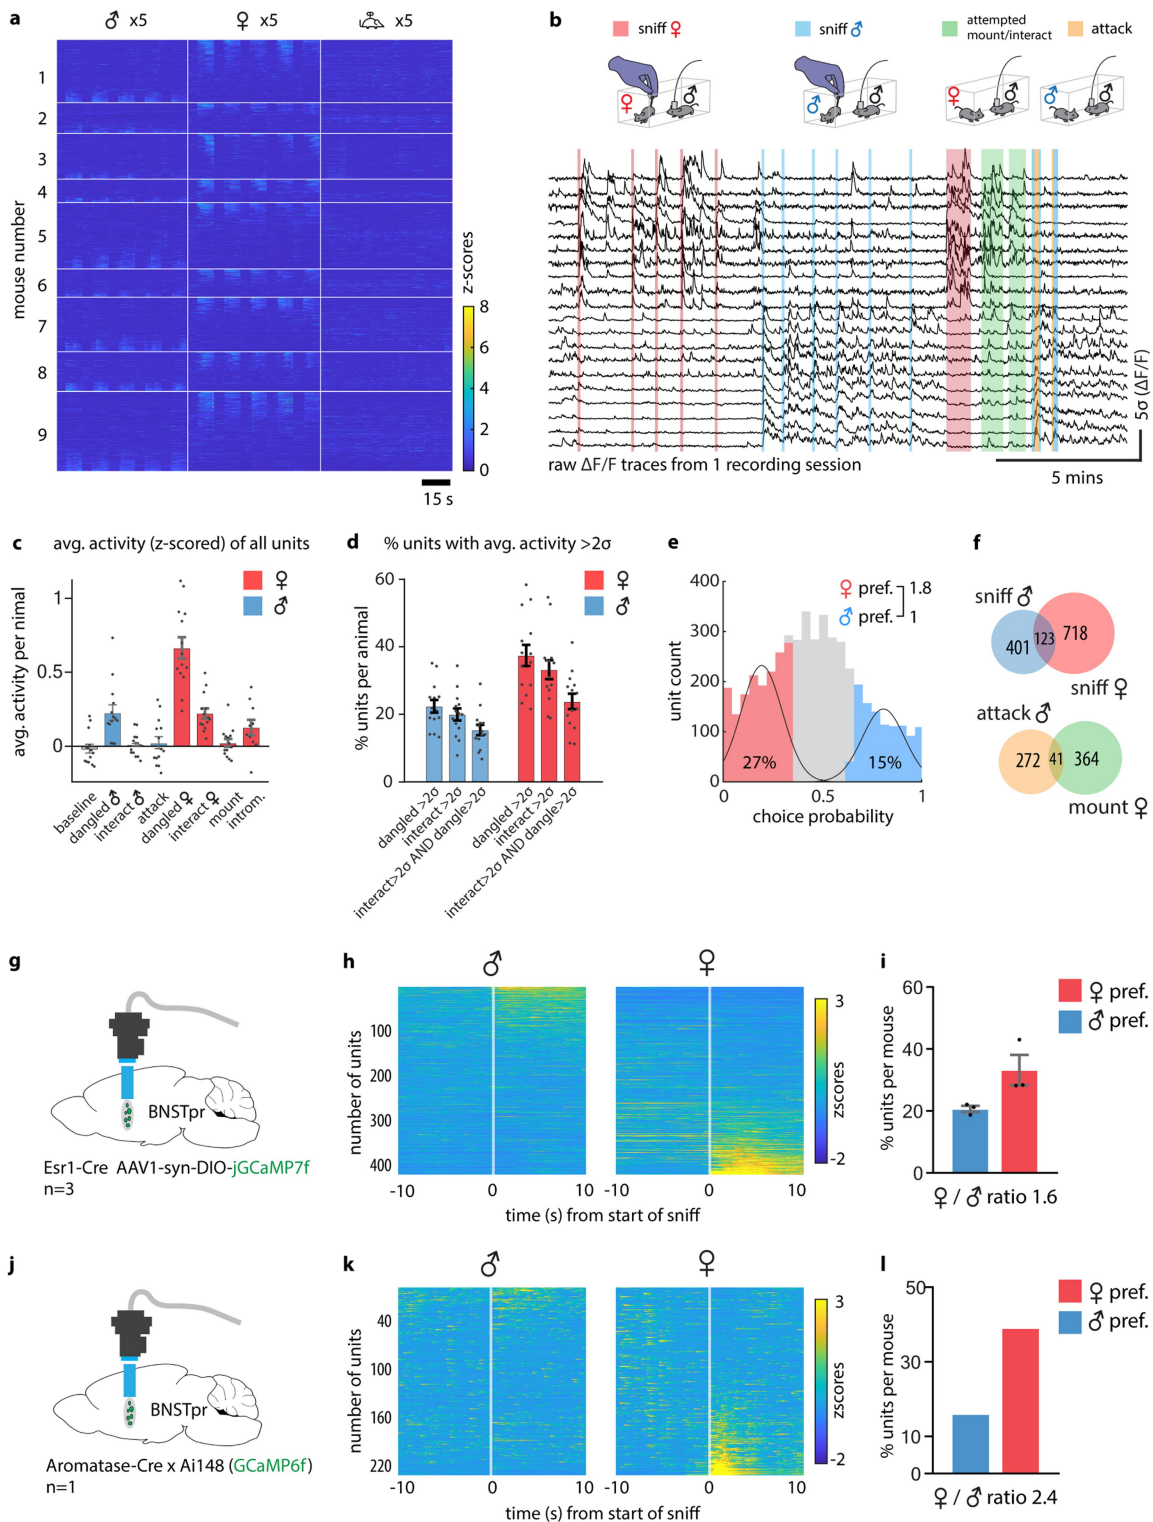 a
♂ x5
♀ x5
x5
mouse number
1
2
3
4
5
6
7
8
9
z-scores
8
6
4
2
0
15 s
b
sniff ♀
sniff ♂
attempted
mount/interact
attack
♀
♂
♂
♂
♀
♂
♂
♂
raw ΔF/F traces from 1 recording session
5σ (ΔF/F)
5 mins
c
avg. activity (z-scored) of all units
♀
♂
avg. activity per nimal
1
0.5
0
baseline
dangled ♂
interact ♂
attack
dangled ♀
interact ♀
mount
introm.
d
% units with avg. activity >2σ
♀
♂
% units per animal
60
40
20
0
dangled >2σ
interact >2σ
interact>2σ AND dangle>2σ
dangled >2σ
interact >2σ
interact>2σ AND dangle>2σ
e
♀ pref. 1.8
♂ pref. 1
unit count
400
300
200
100
0
27%
15%
0
0.5
1
choice probability
f
sniff ♂
401
123
718
sniff ♀
attack ♂
272
41
364
mount ♀
g
BNSTpr
Esr1-Cre AAV1-syn-DIO-jGCaMP7f
n=3
h
♂
♀
number of units
100
200
300
400
-10
0
10
-10
0
10
time (s) from start of sniff
3
zscores
-2
i
% units per mouse
60
40
20
0
♀ pref.
♂ pref.
♀ / ♂ ratio 1.6
j
BNSTpr
Aromatase-Cre x Ai148 (GCaMP6f)
n=1
k
♂
♀
number of units
40
100
160
220
-10
0
10
-10
0
10
time (s) from start of sniff
3
zscores
-2
l
% units per mouse
50
30
10
0
♀ pref.
♂ pref.
♀ / ♂ ratio 2.4